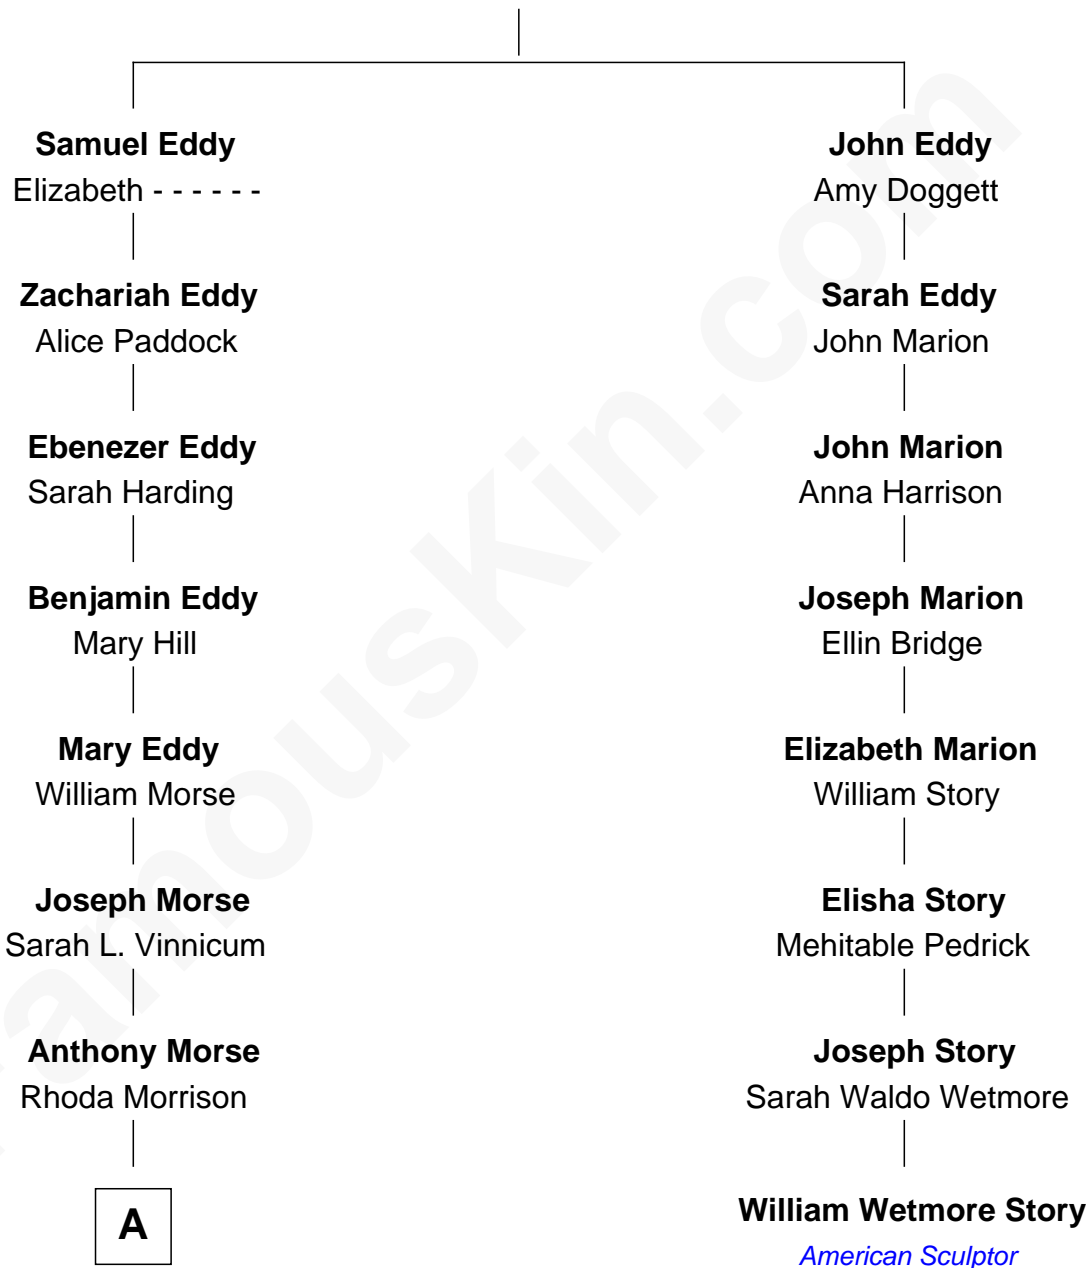 Samuel Eddy
Elizabeth - - - - - -
Zachariah Eddy
Alice Paddock
Ebenezer Eddy
Sarah Harding
Benjamin Eddy
Mary Hill
Mary Eddy
William Morse
Joseph Morse
Sarah L. Vinnicum
Anthony Morse
Rhoda Morrison
A
John Eddy
Amy Doggett
Sarah Eddy
John Marion
John Marion
Anna Harrison
Joseph Marion
Ellin Bridge
Elizabeth Marion
William Story
Elisha Story
Mehitable Pedrick
Joseph Story
Sarah Waldo Wetmore
William Wetmore Story
American Sculptor
FamousKin.com